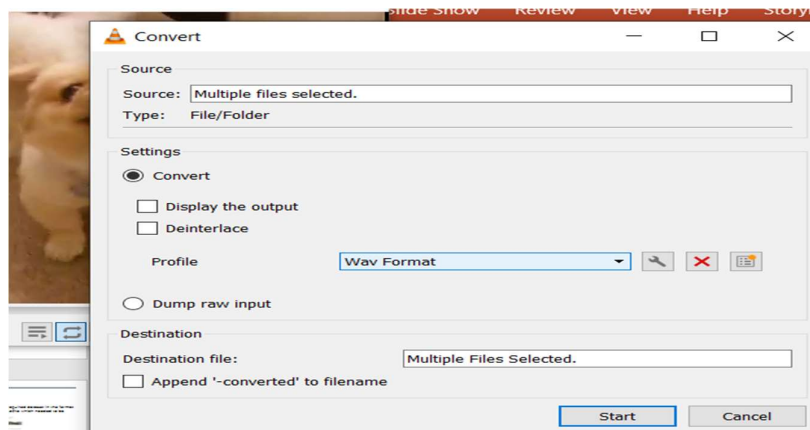 Slide Show Review View Help Story
Convert
Source
Source: Multiple files selected.
Type: File/Folder
Settings
Convert
Display the output
Deinterlace
Profile Wav Format
Dump raw input
Destination
Destination file: Multiple Files Selected.
Append '-converted' to filename
Start Cancel